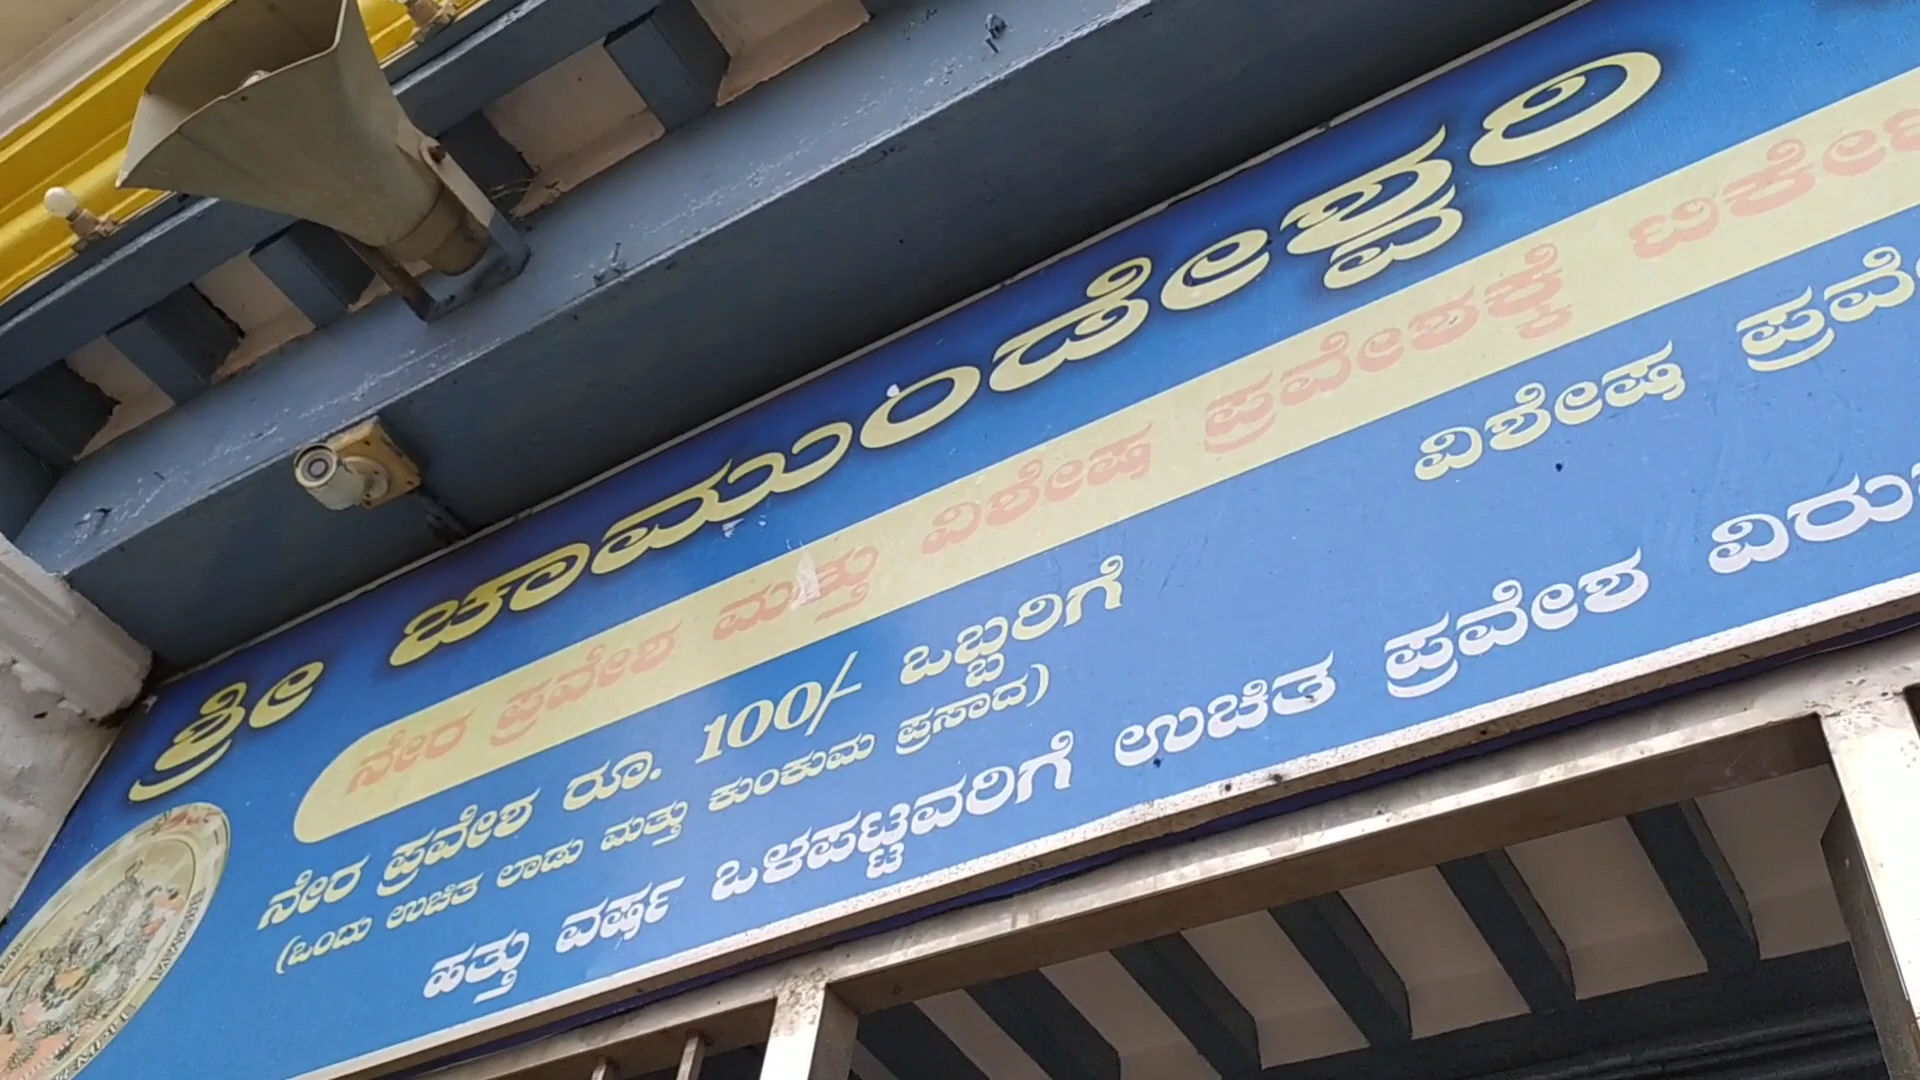 ಶ್ರೀ ಚಾಮುಂಡೇಶ್ವರಿ
ನೇರ ಪ್ರವೇಶ ಮತ್ತು ವಿಶೇಷ ಪ್ರವೇಶಕ್ಕೆ
ನೇರ ಪ್ರವೇಶ ರೂ. 100/- ಒಬ್ಬರಿಗೆ ವಿಶೇಷ
(ಒಂದು ಉಚಿತ ಲಾಡು ಮತ್ತು ಕುಂಕುಮ ಪ್ರಸಾದ)
ಹತ್ತು ವರ್ಷ ಒಳಪಟ್ಟವರಿಗೆ ಉಚಿತ ಪ್ರವೇಶ